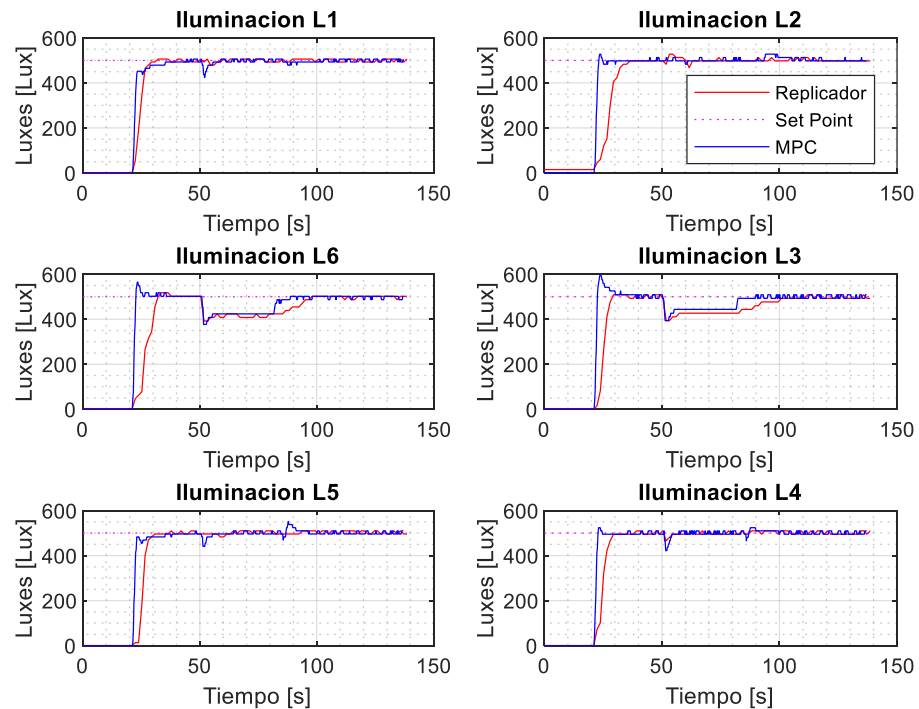 Iluminacion L1
Luxes [Lux]
600
400
200
0
0 50 100 150
Tiempo [s]
Iluminacion L2
Luxes [Lux]
600
400
200
0
0 50 100 150
Tiempo [s]
Replicador
Set Point
MPC
Iluminacion L6
Luxes [Lux]
600
400
200
0
0 50 100 150
Tiempo [s]
Iluminacion L3
Luxes [Lux]
600
400
200
0
0 50 100 150
Tiempo [s]
Iluminacion L5
Luxes [Lux]
600
400
200
0
0 50 100 150
Tiempo [s]
Iluminacion L4
Luxes [Lux]
600
400
200
0
0 50 100 150
Tiempo [s]